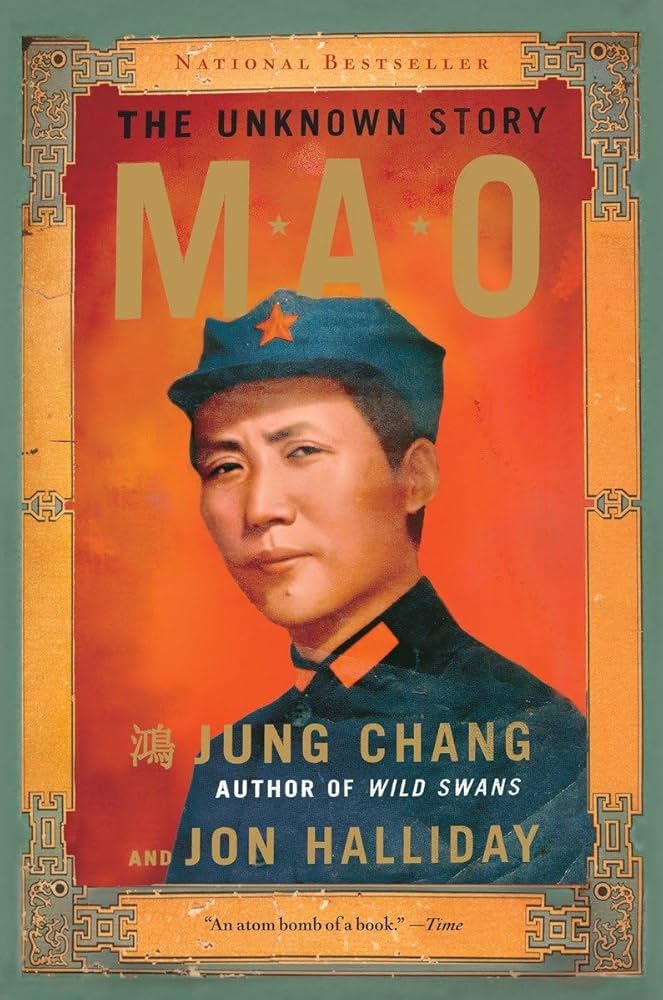 NATIONAL BESTSELLER
THE UNKNOWN STORY
M★A★O
鴻 JUNG CHANG
AUTHOR OF WILD SWANS
AND JON HALLIDAY
“An atom bomb of a book.” —Time